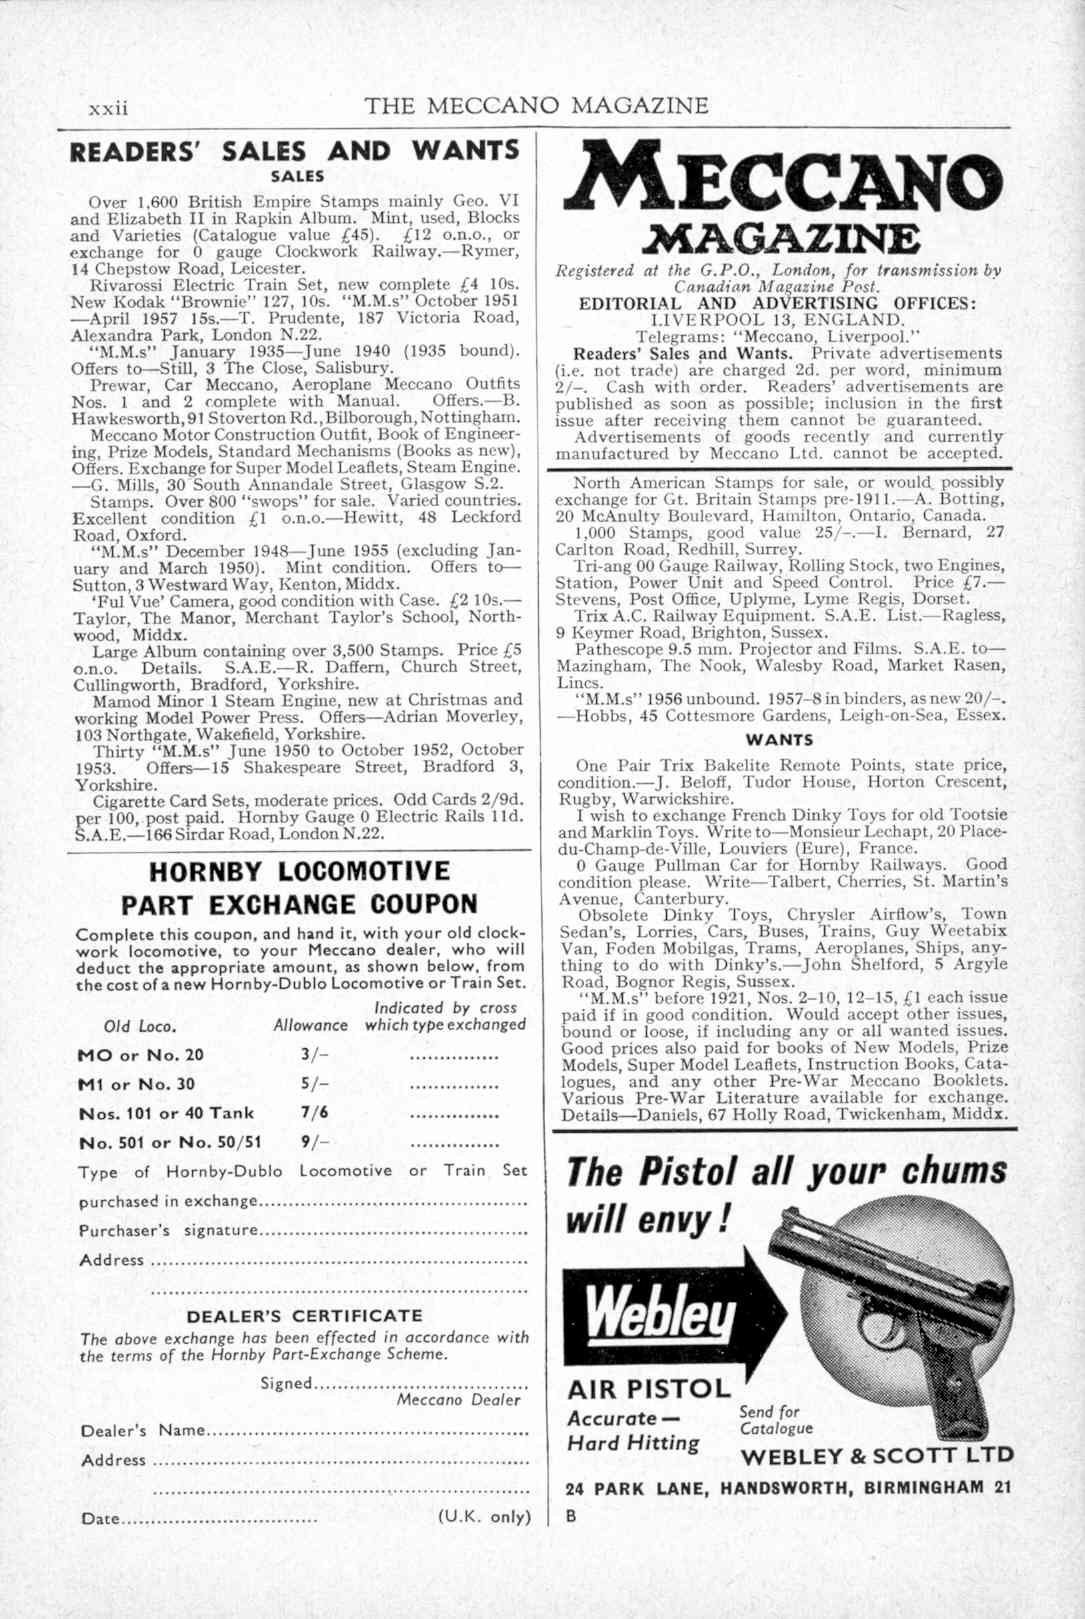 xxii
THE MECCANO MAGAZINE
READERS' SALES AND WANTS
SALES
Over 1,600 British Empire Stamps mainly Geo. VI
and Elizabeth II in Rapkin Album. Mint, used, Blocks
and Varieties (Catalogue value £45). £12 o.n.o., or
exchange for 0 gauge Clockwork Railway.—Rymer,
14 Chepstow Road, Leicester.
Rivarossi Electric Train Set, new complete £4 10s.
New Kodak "Brownie" 127, 10s. "M.M.s" October 1951
—April 1957 15s.—T. Prudente, 187 Victoria Road,
Alexandra Park, London N.22.
"M.M.s" January 1935—June 1940 (1935 bound).
Offers to—Still, 3 The Close, Salisbury.
Prewar, Car Meccano, Aeroplane Meccano Outfits
Nos. 1 and 2 complete with Manual. Offers.—B.
Hawkesworth, 91 Stoverton Rd., Bilborough, Nottingham.
Meccano Motor Construction Outfit, Book of Engineer-
ing, Prize Models, Standard Mechanisms (Books as new),
Offers. Exchange for Super Model Leaflets, Steam Engine.
—G. Mills, 30 South Annandale Street, Glasgow S.2.
Stamps. Over 800 "swops" for sale. Varied countries.
Excellent condition £1 o.n.o.—Hewitt, 48 Leckford
Road, Oxford.
"M.M.s" December 1948—June 1955 (excluding Jan-
uary and March 1950). Mint condition. Offers to—
Sutton, 3 Westward Way, Kenton, Middx.
'Ful Vue' Camera, good condition with Case. £2 10s.—
Taylor, The Manor, Merchant Taylor's School, North-
wood, Middx.
Large Album containing over 3,500 Stamps. Price £5
o.n.o. Details. S.A.E.—R. Daffern, Church Street,
Cullingworth, Bradford, Yorkshire.
Mamod Minor 1 Steam Engine, new at Christmas and
working Model Power Press. Offers—Adrian Moverley,
103 Northgate, Wakefield, Yorkshire.
Thirty "M.M.s" June 1950 to October 1952, October
1953. Offers—15 Shakespeare Street, Bradford 3,
Yorkshire.
Cigarette Card Sets, moderate prices. Odd Cards 2/9d.
per 100, post paid. Hornby Gauge 0 Electric Rails 11d.
S.A.E.—166 Sirdar Road, London N.22.
HORNBY LOCOMOTIVE
PART EXCHANGE COUPON
Complete this coupon, and hand it, with your old clock-
work locomotive, to your Meccano dealer, who will
deduct the appropriate amount, as shown below, from
the cost of a new Hornby-Dublo Locomotive or Train Set.
Indicated by cross
Old Loco. Allowance which type exchanged
MO or No. 20 3/- ...............
M1 or No. 30 5/- ...............
Nos. 101 or 40 Tank 7/6 ...............
No. 501 or No. 50/51 9/- ...............
Type of Hornby-Dublo Locomotive or Train Set
purchased in exchange.............................................
Purchaser's signature.............................................
Address ...............................................................
...............................................................
DEALER'S CERTIFICATE
The above exchange has been effected in accordance with
the terms of the Hornby Part-Exchange Scheme.
Signed....................................
Meccano Dealer
Dealer's Name......................................................
Address ...............................................................
...............................................................
Date................................. (U.K. only)
MECCANO
MAGAZINE
Registered at the G.P.O., London, for transmission by
Canadian Magazine Post.
EDITORIAL AND ADVERTISING OFFICES:
LIVERPOOL 13, ENGLAND.
Telegrams: "Meccano, Liverpool."
Readers' Sales and Wants. Private advertisements
(i.e. not trade) are charged 2d. per word, minimum
2/-. Cash with order. Readers' advertisements are
published as soon as possible; inclusion in the first
issue after receiving them cannot be guaranteed.
Advertisements of goods recently and currently
manufactured by Meccano Ltd. cannot be accepted.
North American Stamps for sale, or would possibly
exchange for Gt. Britain Stamps pre-1911.—A. Botting,
20 McAnulty Boulevard, Hamilton, Ontario, Canada.
1,000 Stamps, good value 25/-.—I. Bernard, 27
Carlton Road, Redhill, Surrey.
Tri-ang 00 Gauge Railway, Rolling Stock, two Engines,
Station, Power Unit and Speed Control. Price £7.—
Stevens, Post Office, Uplyme, Lyme Regis, Dorset.
Trix A.C. Railway Equipment. S.A.E. List.—Ragless,
9 Keymer Road, Brighton, Sussex.
Pathescope 9.5 mm. Projector and Films. S.A.E. to—
Mazingham, The Nook, Walesby Road, Market Rasen,
Lincs.
"M.M.s" 1956 unbound. 1957-8 in binders, as new 20/-.
—Hobbs, 45 Cottesmore Gardens, Leigh-on-Sea, Essex.
WANTS
One Pair Trix Bakelite Remote Points, state price,
condition.—J. Beloff, Tudor House, Horton Crescent,
Rugby, Warwickshire.
I wish to exchange French Dinky Toys for old Tootsie
and Marklin Toys. Write to—Monsieur Lechapt, 20 Place-
du-Champ-de-Ville, Louviers (Eure), France.
0 Gauge Pullman Car for Hornby Railways. Good
condition please. Write—Talbert, Cherries, St. Martin's
Avenue, Canterbury.
Obsolete Dinky Toys, Chrysler Airflow's, Town
Sedan's, Lorries, Cars, Buses, Trains, Guy Weetabix
Van, Foden Mobilgas, Trams, Aeroplanes, Ships, any-
thing to do with Dinky's.—John Shelford, 5 Argyle
Road, Bognor Regis, Sussex.
"M.M.s" before 1921, Nos. 2-10, 12-15, £1 each issue
paid if in good condition. Would accept other issues,
bound or loose, if including any or all wanted issues.
Good prices also paid for books of New Models, Prize
Models, Super Model Leaflets, Instruction Books, Cata-
logues, and any other Pre-War Meccano Booklets.
Various Pre-War Literature available for exchange.
Details—Daniels, 67 Holly Road, Twickenham, Middx.
The Pistol all your chums
will envy!
Webley
AIR PISTOL
Accurate—
Hard Hitting
Send for
Catalogue
WEBLEY & SCOTT LTD
24 PARK LANE, HANDSWORTH, BIRMINGHAM 21
B